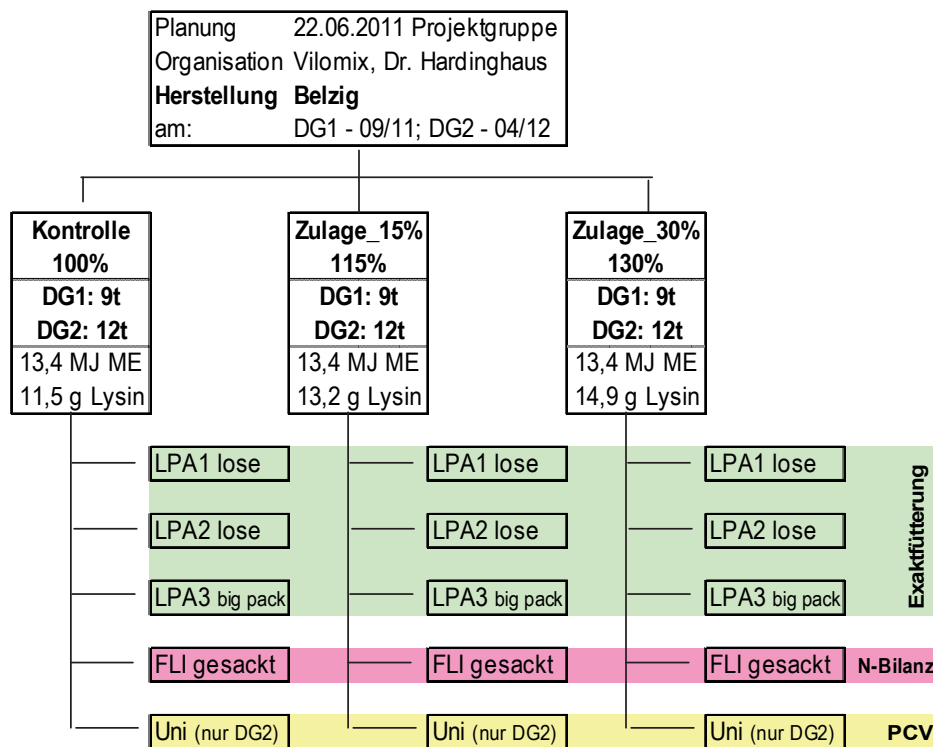 Planung 22.06.2011 Projektgruppe
Organisation Vilomix, Dr. Hardinghaus
Herstellung Belzig
am: DG1 - 09/11; DG2 - 04/12
Kontrolle
100%
DG1: 9t
DG2: 12t
13,4 MJ ME
11,5 g Lysin
Zulage_15%
115%
DG1: 9t
DG2: 12t
13,4 MJ ME
13,2 g Lysin
Zulage_30%
130%
DG1: 9t
DG2: 12t
13,4 MJ ME
14,9 g Lysin
LPA1 lose
LPA1 lose
LPA1 lose
LPA2 lose
LPA2 lose
LPA2 lose
LPA3 big pack
LPA3 big pack
LPA3 big pack
Exaktfütterung
FLI gesackt
FLI gesackt
FLI gesackt
N-Bilanz
Uni (nur DG2)
Uni (nur DG2)
Uni (nur DG2)
PCV